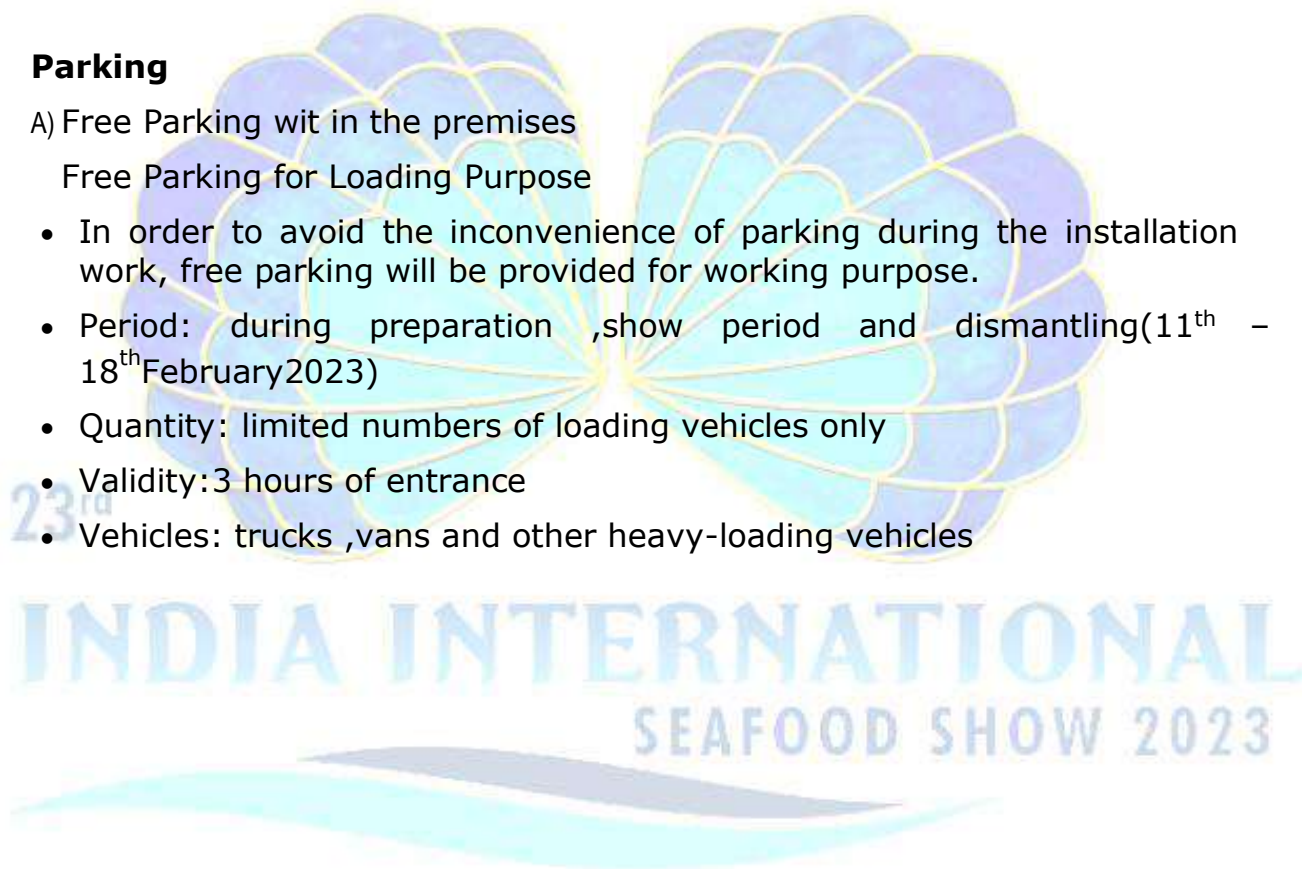 Parking
A) Free Parking wit in the premises
Free Parking for Loading Purpose
• In order to avoid the inconvenience of parking during the installation
work, free parking will be provided for working purpose.
• Period: during preparation ,show period and dismantling(11th –
18thFebruary2023)
• Quantity: limited numbers of loading vehicles only
• Validity:3 hours of entrance
23rd
• Vehicles: trucks ,vans and other heavy-loading vehicles
INDIA INTERNATIONAL
SEAFOOD SHOW 2023